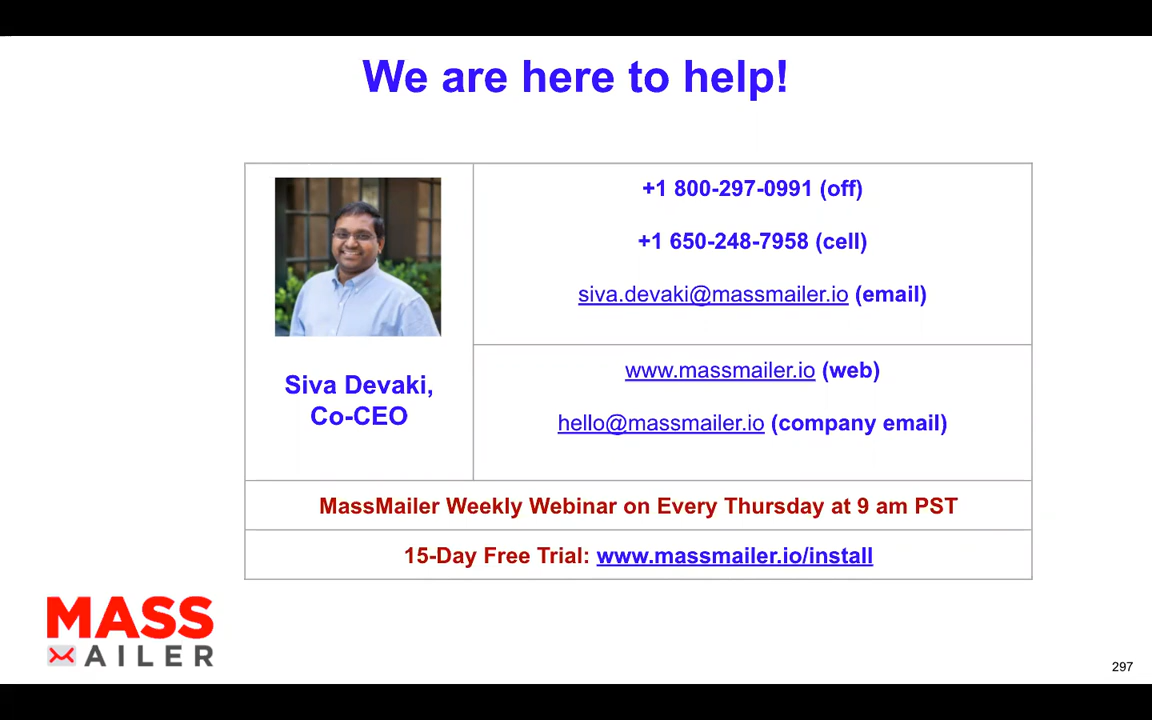 We are here to help!
+1 800-297-0991 (off)
+1 650-248-7958 (cell)
siva.devaki@massmailer.io (email)
Siva Devaki,
Co-CEO
www.massmailer.io (web)
hello@massmailer.io (company email)
MassMailer Weekly Webinar on Every Thursday at 9 am PST
15-Day Free Trial: www.massmailer.io/install
MASS
AILER
297